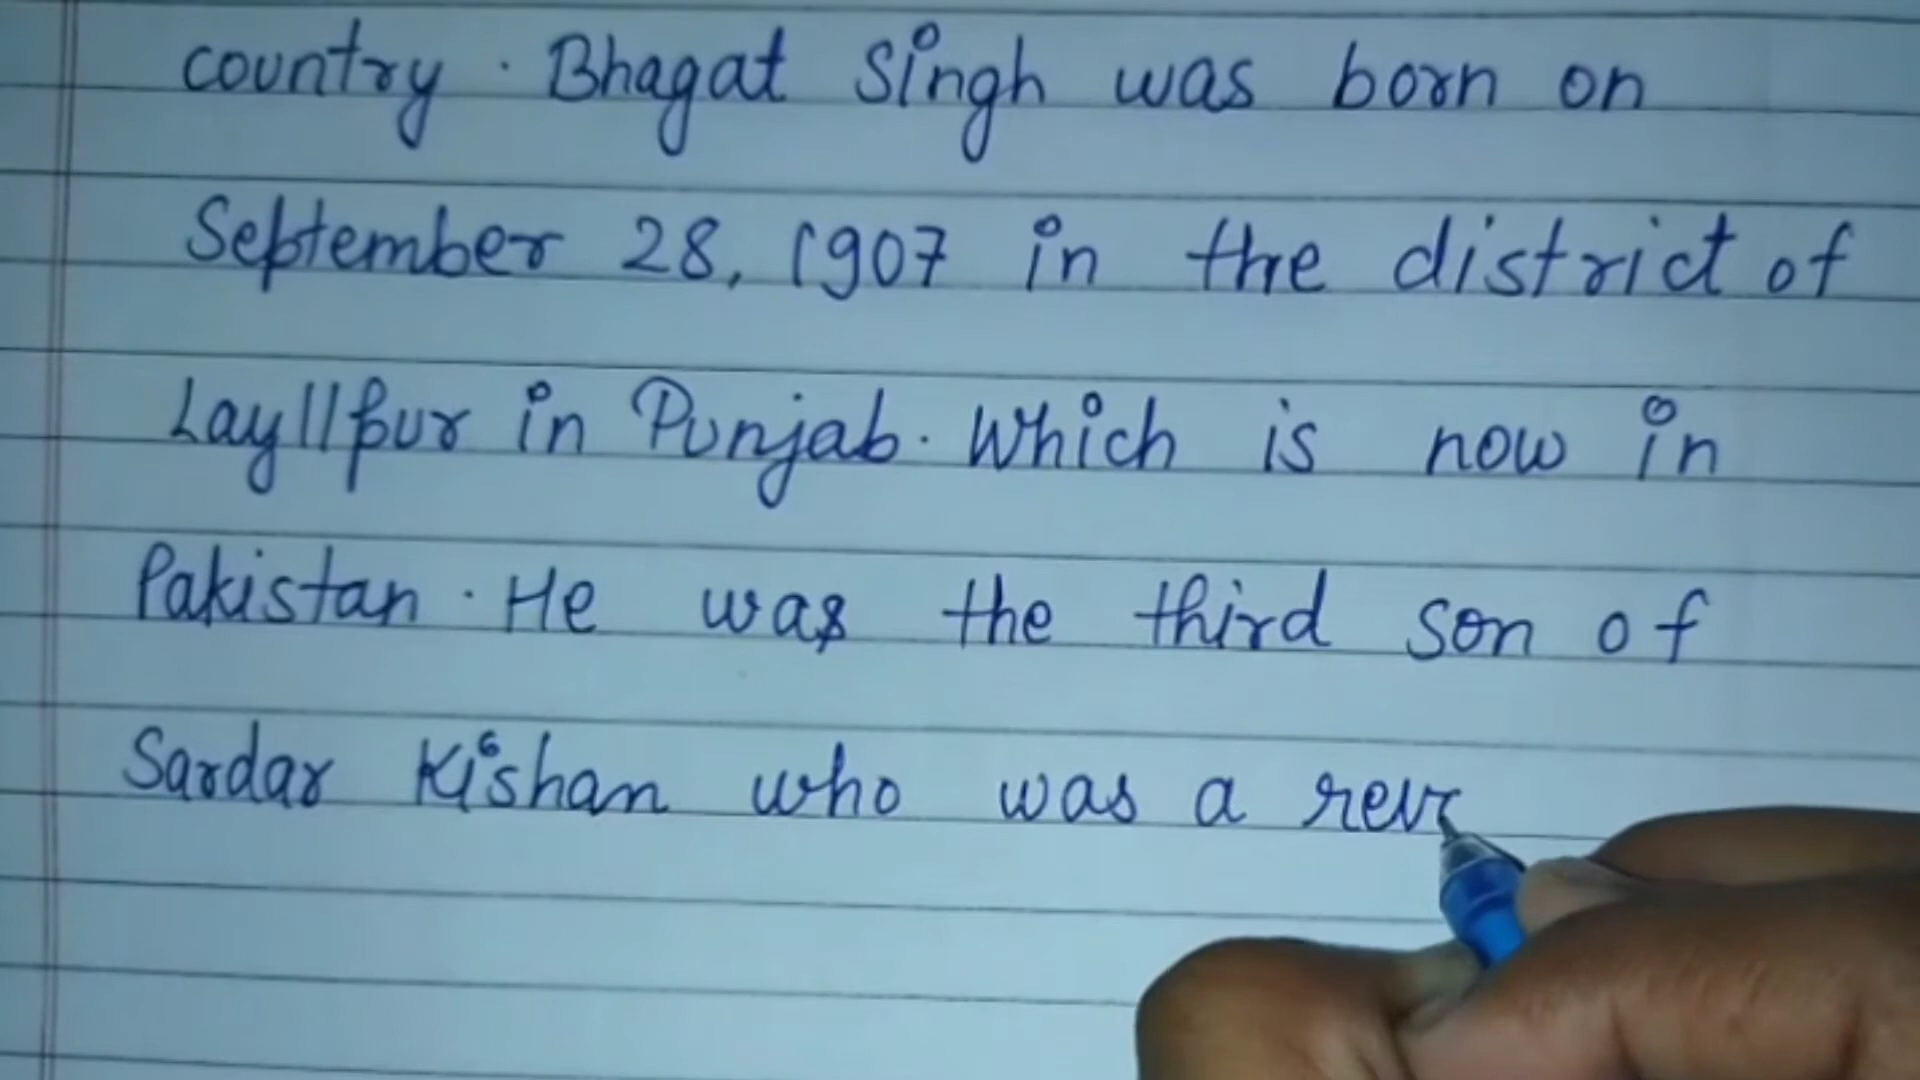 country. Bhagat Singh was born on
September 28, 1907 in the district of
Layllpur in Punjab. Which is now in
Pakistan. He was the third son of
Sardar Kishan who was a rev